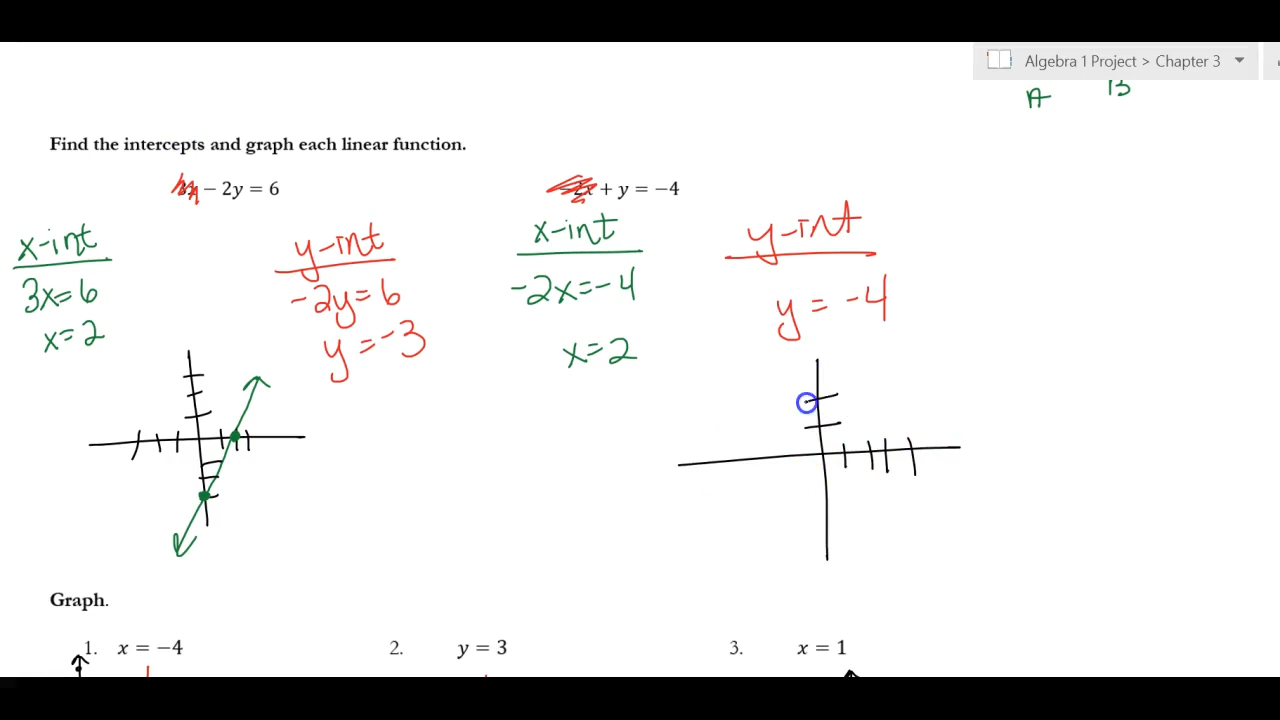 Algebra 1 Project > Chapter 3
A B
Find the intercepts and graph each linear function.
− 2y = 6
−2x + y = −4
x-int
3x=6
x=2
y-int
-2y=6
y=-3
x-int
-2x=-4
x=2
y-int
y=-4
Graph.
1. x = −4
2. y = 3
3. x = 1